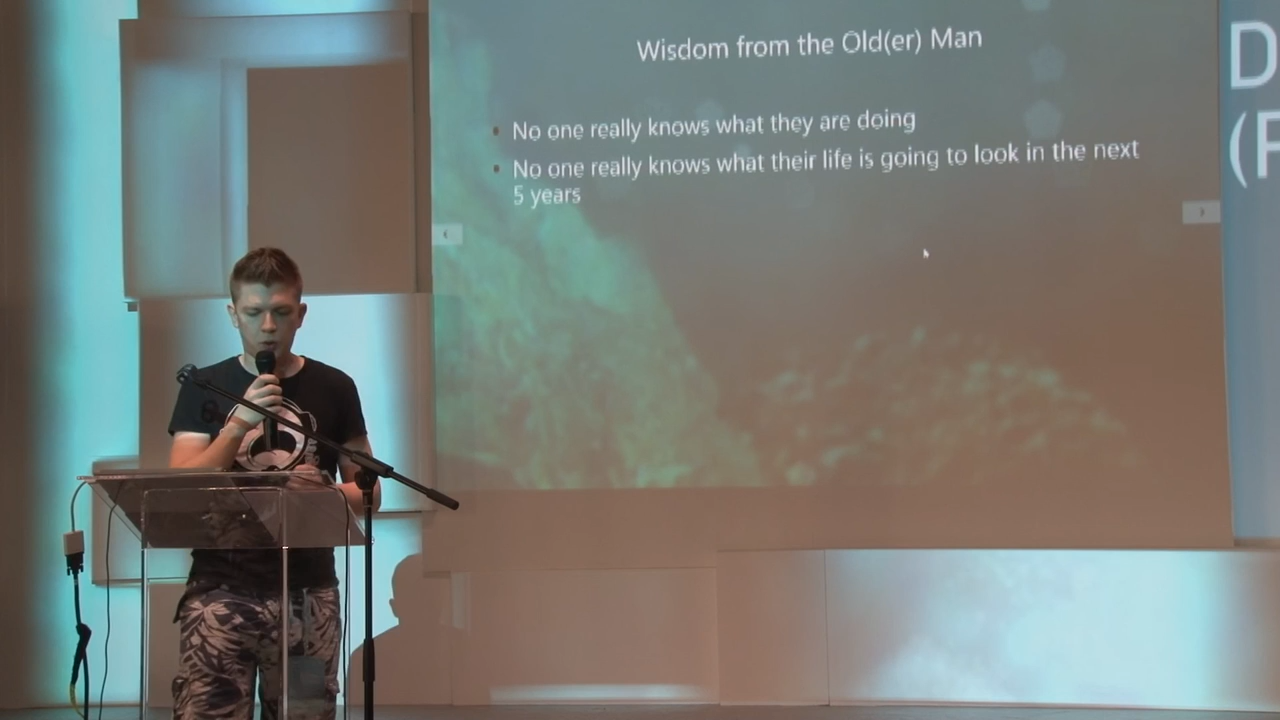 Wisdom from the Old(er) Man
No one really knows what they are doing
No one really knows what their life is going to look in the next
5 years
D
(F